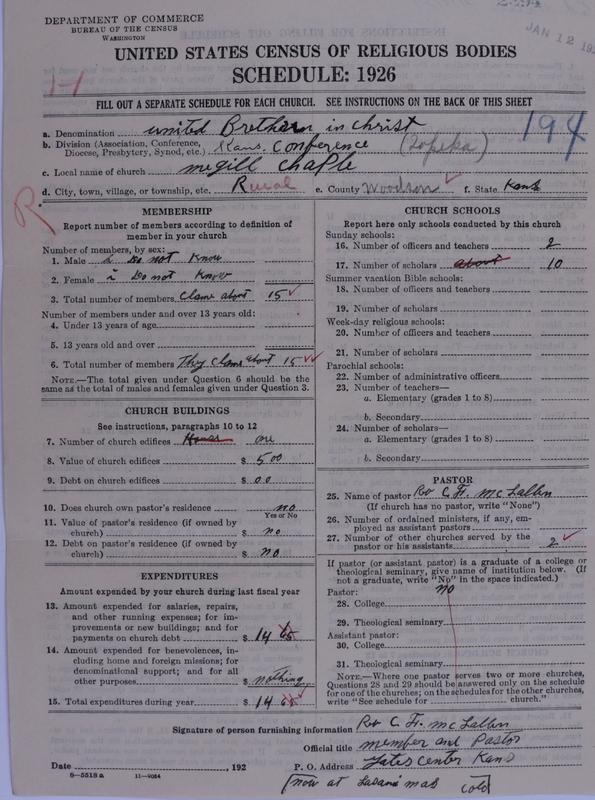 DEPARTMENT OF COMMERCE
BUREAU OF THE CENSUS
WASHINGTON
JAN 12 19
UNITED STATES CENSUS OF RELIGIOUS BODIES
SCHEDULE: 1926
1-1
FILL OUT A SEPARATE SCHEDULE FOR EACH CHURCH. SEE INSTRUCTIONS ON THE BACK OF THIS SHEET
a. Denomination united Brethern in christ
194
b. Division (Association, Conference, Diocese, Presbytery, Synod, etc.) Kans. Conference (Topeka)
c. Local name of church mcgill chaple
d. City, town, village, or township, etc. Rural e. County Woodson f. State Kans
R
MEMBERSHIP
Report number of members according to definition of
member in your church
Number of members, by sex:
1. Male i Do not Know
2. Female i Do not Know
3. Total number of members Clame about 15
Number of members under and over 13 years old:
4. Under 13 years of age
5. 13 years old and over
6. Total number of members Thy Clame about 15
NOTE.—The total given under Question 6 should be the
same as the total of males and females given under Question 3.
CHURCH BUILDINGS
See instructions, paragraphs 10 to 12
7. Number of church edifices one
8. Value of church edifices $ 500
9. Debt on church edifices $ 00
10. Does church own pastor's residence no
Yes or No
11. Value of pastor's residence (if owned by
church) $ no
12. Debt on pastor's residence (if owned by
church) $ no
EXPENDITURES
Amount expended by your church during last fiscal year
13. Amount expended for salaries, repairs,
and other running expenses; for im-
provements or new buildings; and for
payments on church debt $ 14 65
14. Amount expended for benevolences, in-
cluding home and foreign missions; for
denominational support; and for all
other purposes $ nothing
15. Total expenditures during year $ 14 65
CHURCH SCHOOLS
Report here only schools conducted by this church
Sunday schools:
16. Number of officers and teachers 2
17. Number of scholars about 10
Summer vacation Bible schools:
18. Number of officers and teachers
19. Number of scholars
Week-day religious schools:
20. Number of officers and teachers
21. Number of scholars
Parochial schools:
22. Number of administrative officers
23. Number of teachers—
a. Elementary (grades 1 to 8)
b. Secondary
24. Number of scholars—
a. Elementary (grades 1 to 8)
b. Secondary
PASTOR
25. Name of pastor Rev C. H. McLallin
(If church has no pastor, write "None")
26. Number of ordained ministers, if any, em-
ployed as assistant pastors
27. Number of other churches served by the
pastor or his assistants 2
If pastor (or assistant pastor) is a graduate of a college or
theological seminary, give name of institution below. (If
not a graduate, write "No" in the space indicated.)
Pastor: no
28. College
29. Theological seminary
Assistant pastor:
30. College
31. Theological seminary
NOTE.—Where one pastor serves two or more churches,
Questions 28 and 29 should be answered only on the schedule
for one of the churches; on the schedules for the other churches,
write "See schedule for church."
Signature of person furnishing information Rev C. H. McLallin
Official title member and Pastor
Date 192 P. O. Address Yates Center Kans
8—5518 a 11—9064
now at